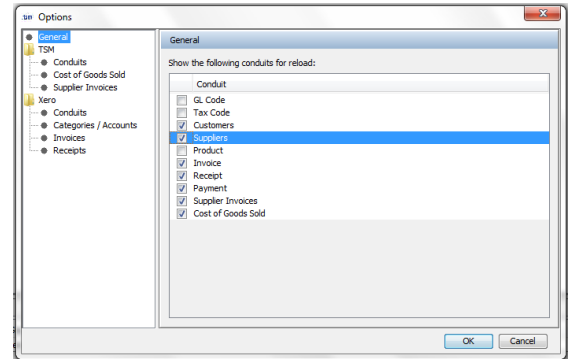 Options
General
TSM
Conduits
Cost of Goods Sold
Supplier Invoices
Xero
Conduits
Categories / Accounts
Invoices
Receipts
General
Show the following conduits for reload:
Conduit
GL Code
Tax Code
Customers
Suppliers
Product
Invoice
Receipt
Payment
Supplier Invoices
Cost of Goods Sold
OK
Cancel